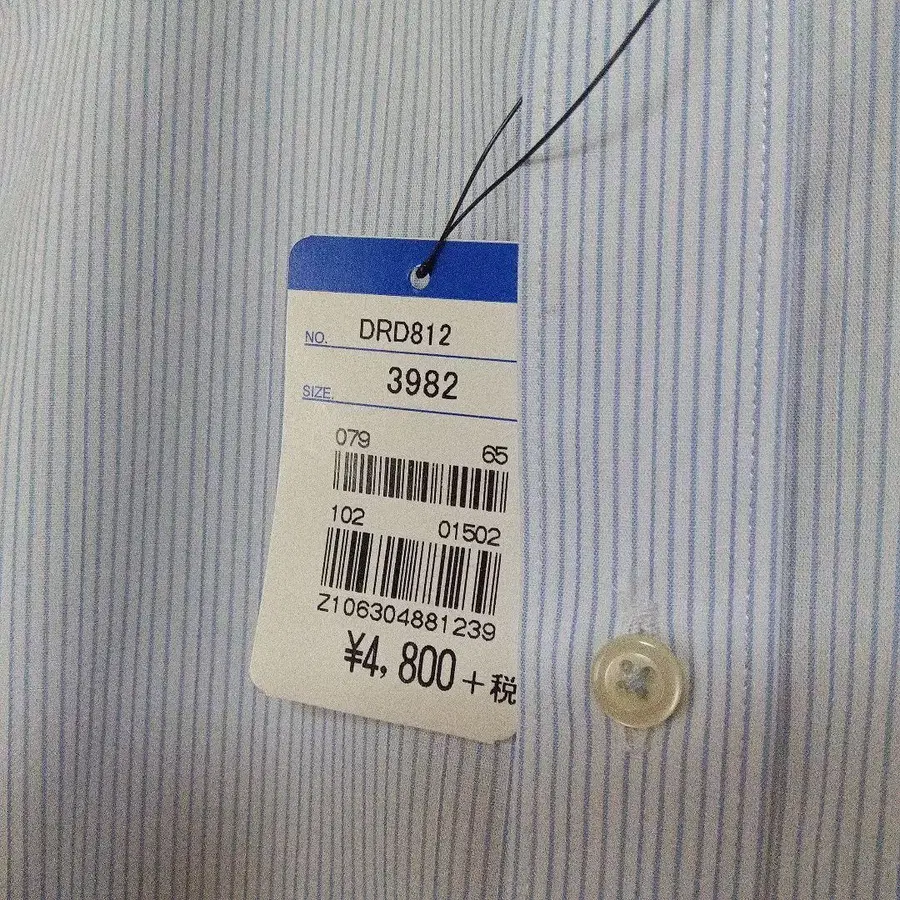 NO. DRD812
SIZE. 3982
079 65
102 01502
Z106304881239
¥4,800+税